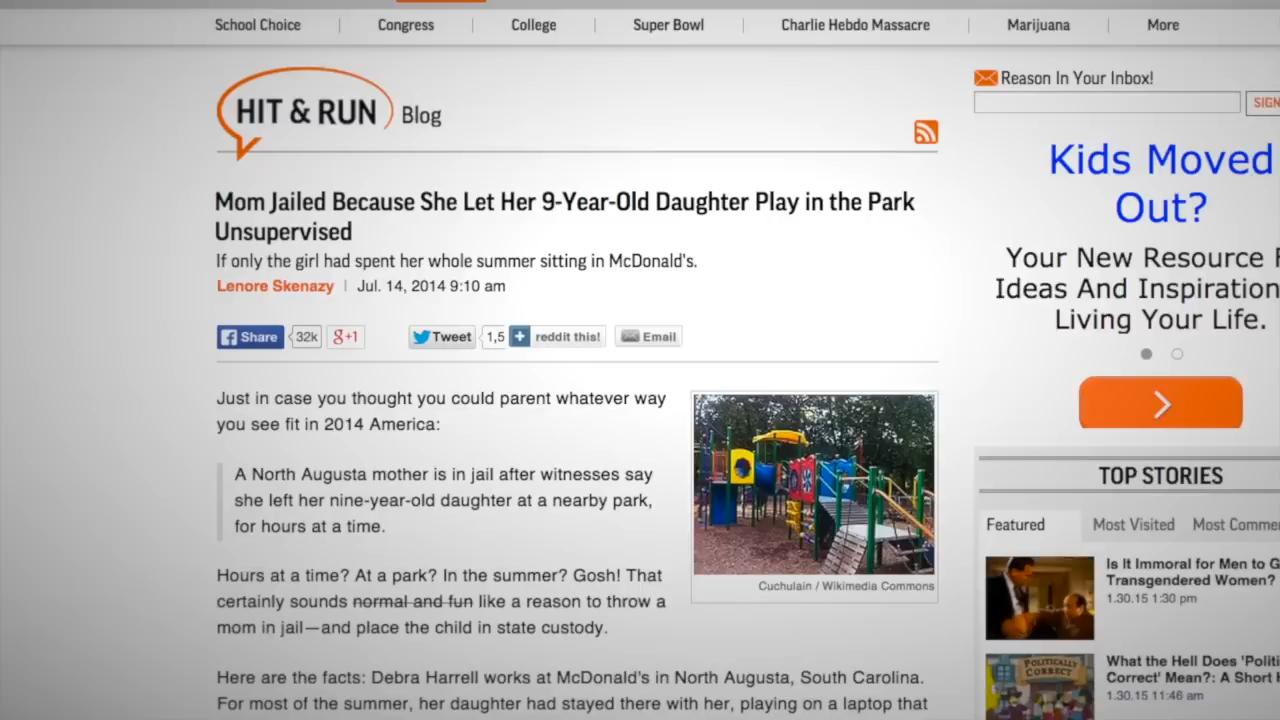 School Choice
Congress
College
Super Bowl
Charlie Hebdo Massacre
Marijuana
More
HIT & RUN Blog
Mom Jailed Because She Let Her 9-Year-Old Daughter Play in the Park
Unsupervised
If only the girl had spent her whole summer sitting in McDonald's.
Lenore Skenazy | Jul. 14, 2014 9:10 am
Share 32k g+1 Tweet 1,5 reddit this! Email
Just in case you thought you could parent whatever way
you see fit in 2014 America:
A North Augusta mother is in jail after witnesses say
she left her nine-year-old daughter at a nearby park,
for hours at a time.
Cuchulain / Wikimedia Commons
Hours at a time? At a park? In the summer? Gosh! That
certainly sounds normal and fun like a reason to throw a
mom in jail—and place the child in state custody.
Here are the facts: Debra Harrell works at McDonald's in North Augusta, South Carolina.
For most of the summer, her daughter had stayed there with her, playing on a laptop that
Reason In Your Inbox!
SIGN
Kids Moved
Out?
Your New Resource F
Ideas And Inspiration
Living Your Life.
TOP STORIES
Featured
Most Visited
Most Comme
Is It Immoral for Men to G
Transgendered Women?
1.30.15 1:30 pm
POLITICALLY
CORRECT
What the Hell Does 'Politi
Correct' Mean?: A Short H
1.30.15 11:46 am